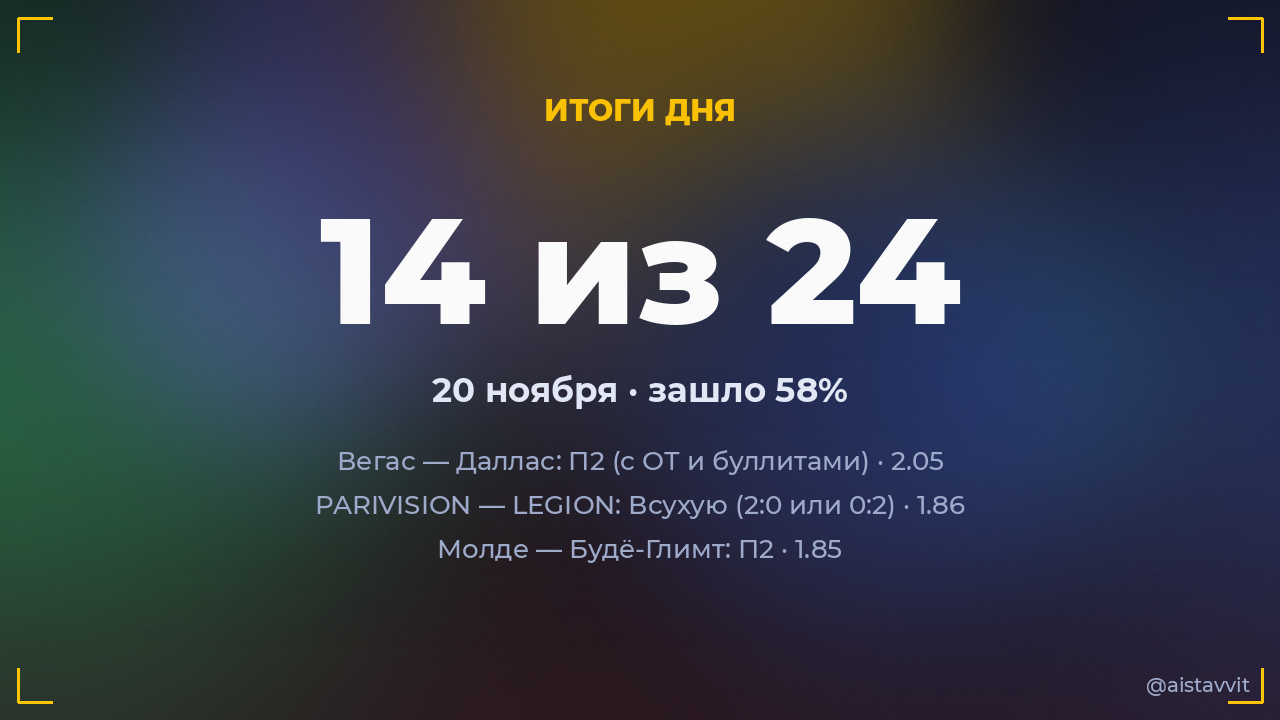 ИТОГИ ДНЯ
14 из 24
20 ноября · зашло 58%
Вегас — Даллас: П2 (с ОТ и буллитами) · 2.05
PARIVISION — LEGION: Всухую (2:0 или 0:2) · 1.86
Молде — Будё-Глимт: П2 · 1.85
@aistavvit